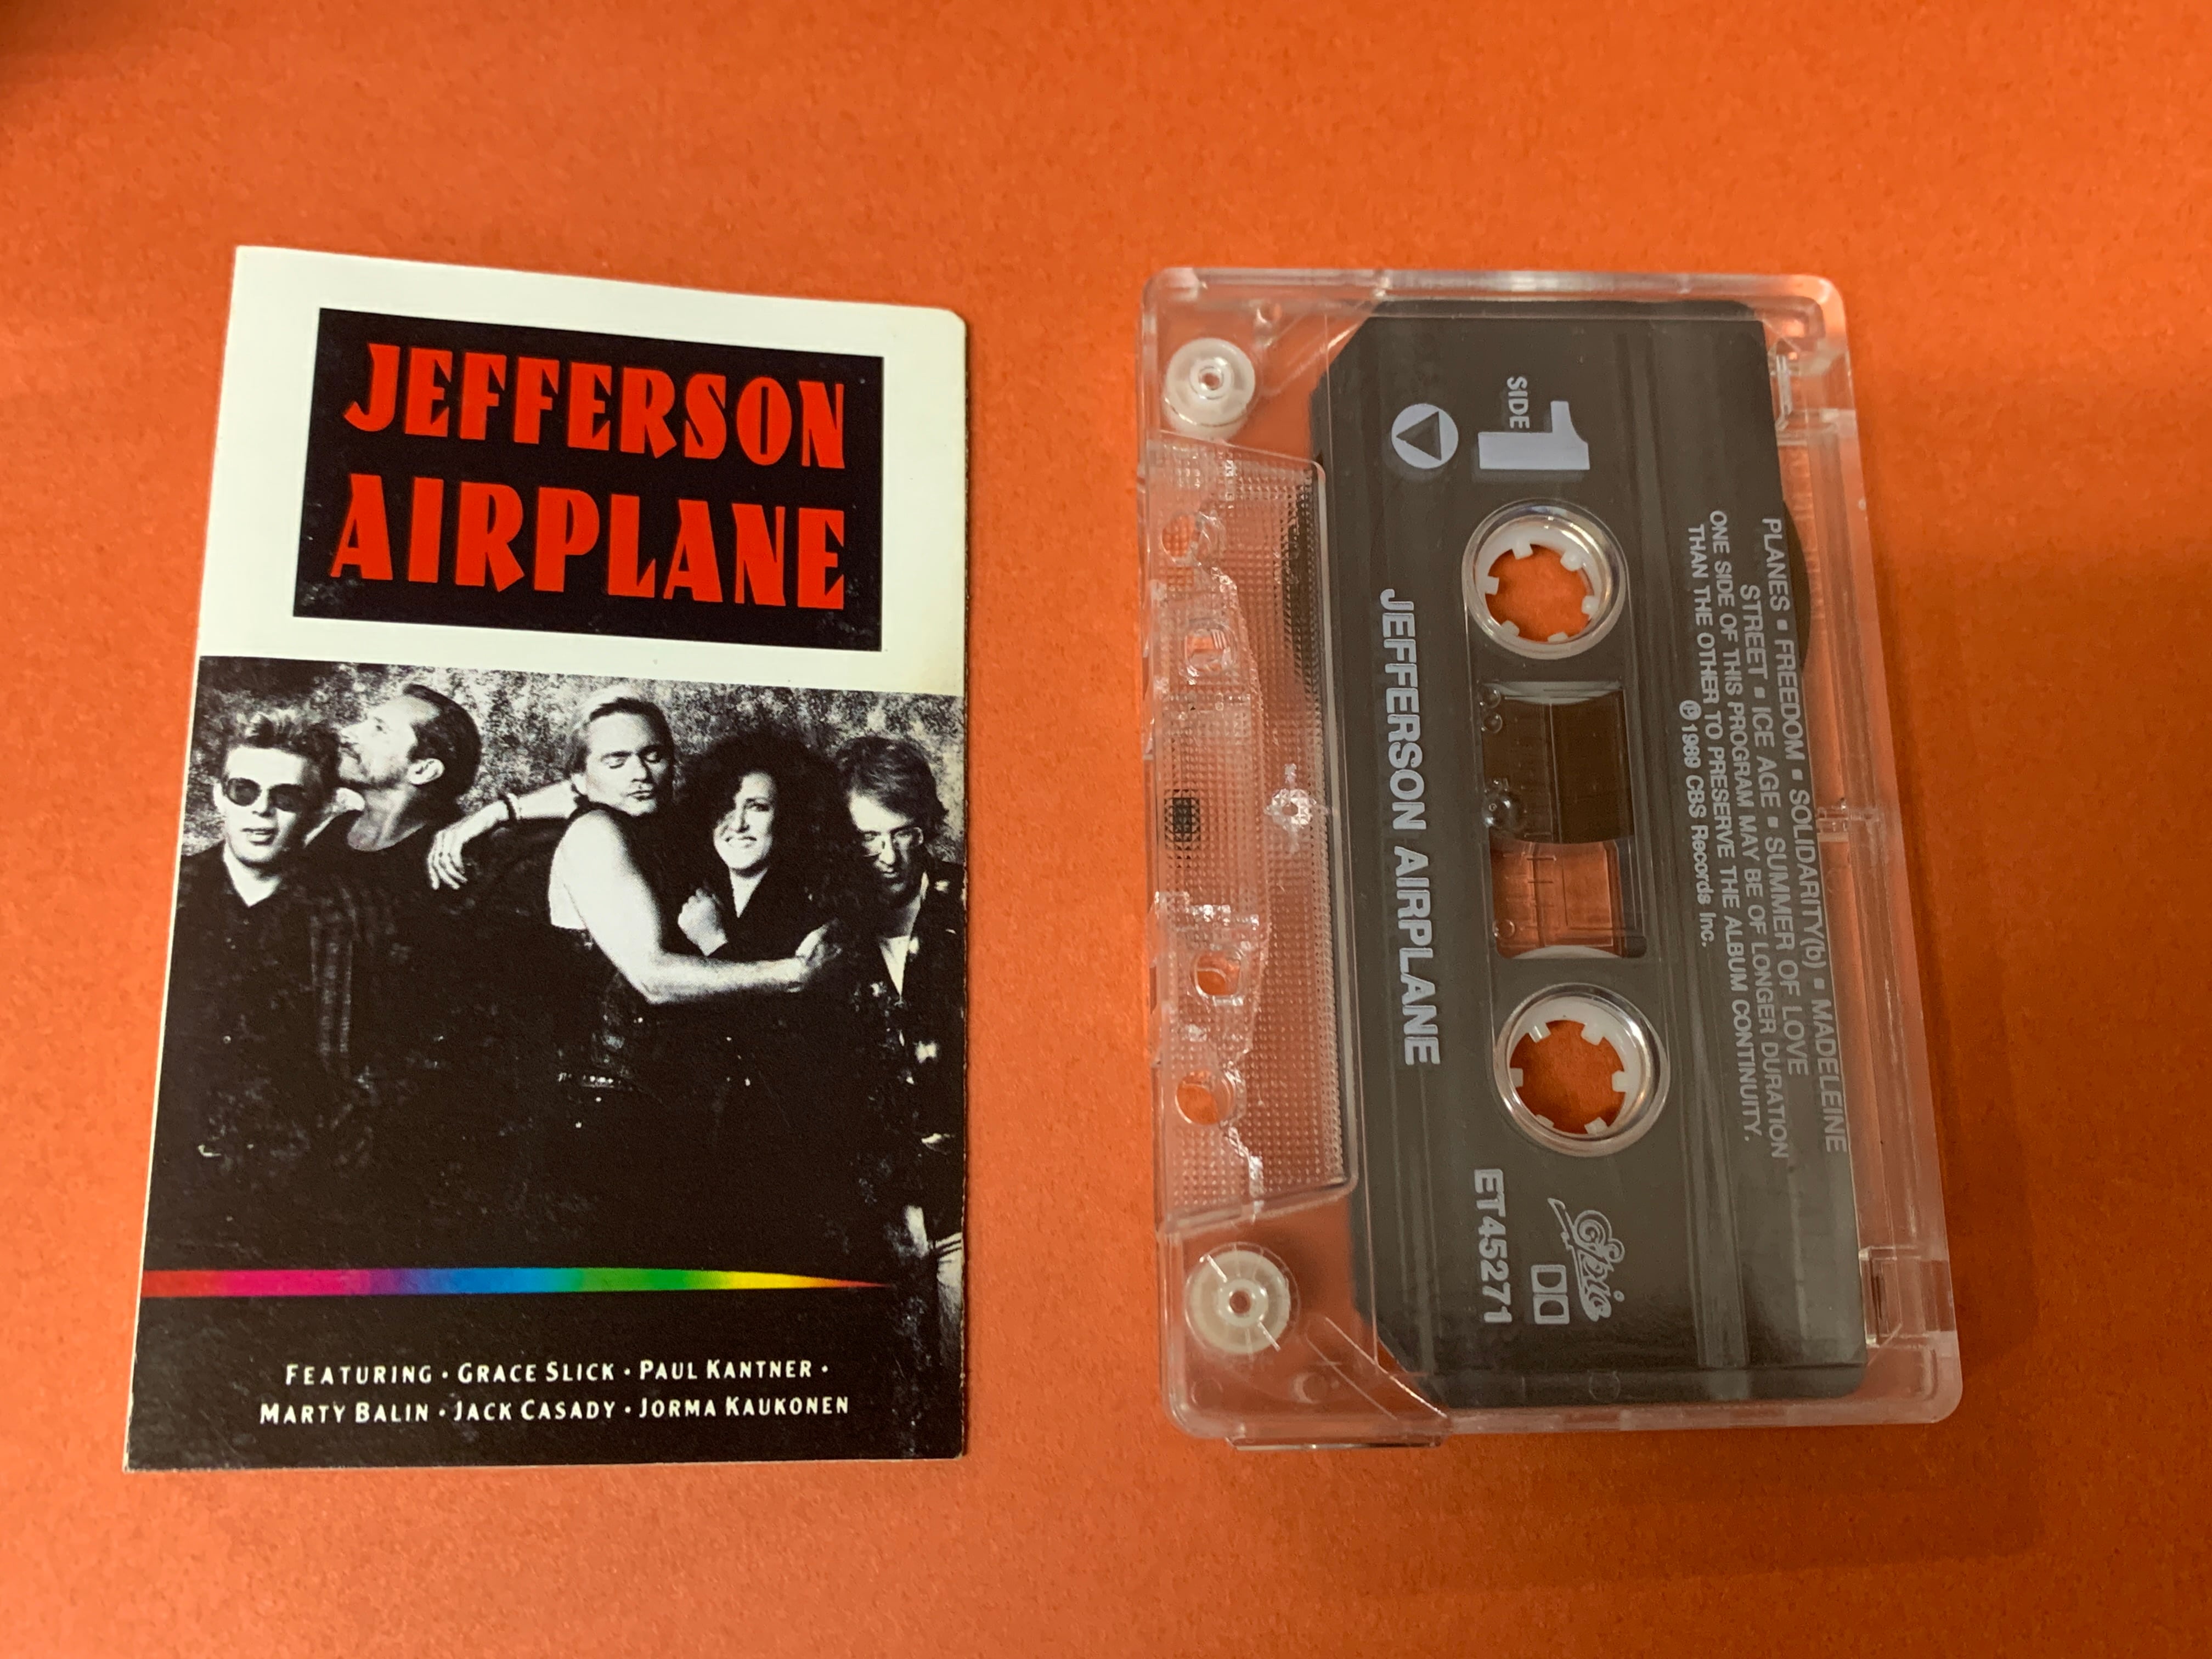 JEFFERSON
AIRPLANE
FEATURING • GRACE SLICK • PAUL KANTNER •
MARTY BALIN • JACK CASADY • JORMA KAUKONEN
PLANES ▪ FREEDOM ▪ SOLIDARITY(b) ▪ MADELEINE
STREET ▪ ICE AGE ▪ SUMMER OF LOVE
ONE SIDE OF THIS PROGRAM MAY BE OF LONGER DURATION
THAN THE OTHER TO PRESERVE THE ALBUM CONTINUITY.
℗ 1989 CBS Records Inc.
SIDE
1
Epic
ET 45271
JEFFERSON AIRPLANE